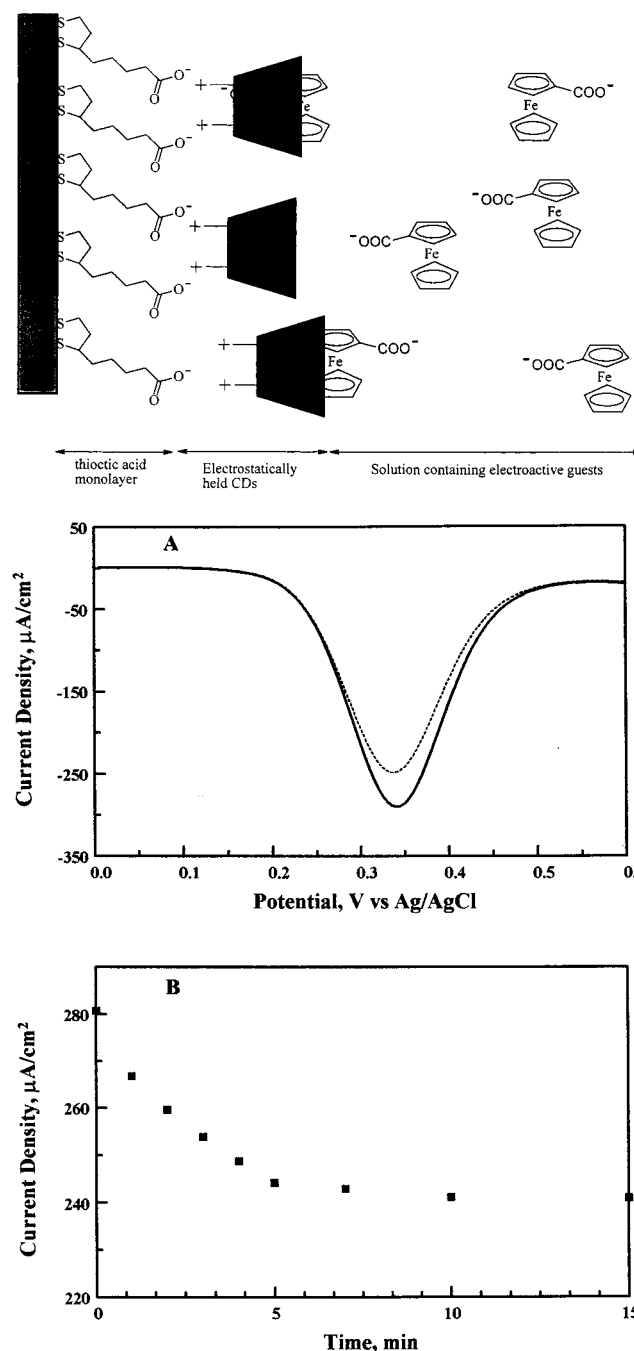 S
S
O⁻
O
+
+
⁻
Fe
COO⁻
Fe
S
S
O⁻
O
S
S
O⁻
O
+
+
⁻OOC
Fe
⁻OOC
Fe
S
S
O⁻
O
S
S
O⁻
O
+
+
COO⁻
Fe
⁻OOC
Fe
thioctic acid
monolayer
Electrostatically
held CDs
Solution containing electroactive guests
A
50
-50
-150
-250
-350
Current Density, µA/cm²
0.0 0.1 0.2 0.3 0.4 0.5 0.
Potential, V vs Ag/AgCl
B
280
260
240
220
Current Density, µA/cm²
0 5 10 15
Time, min